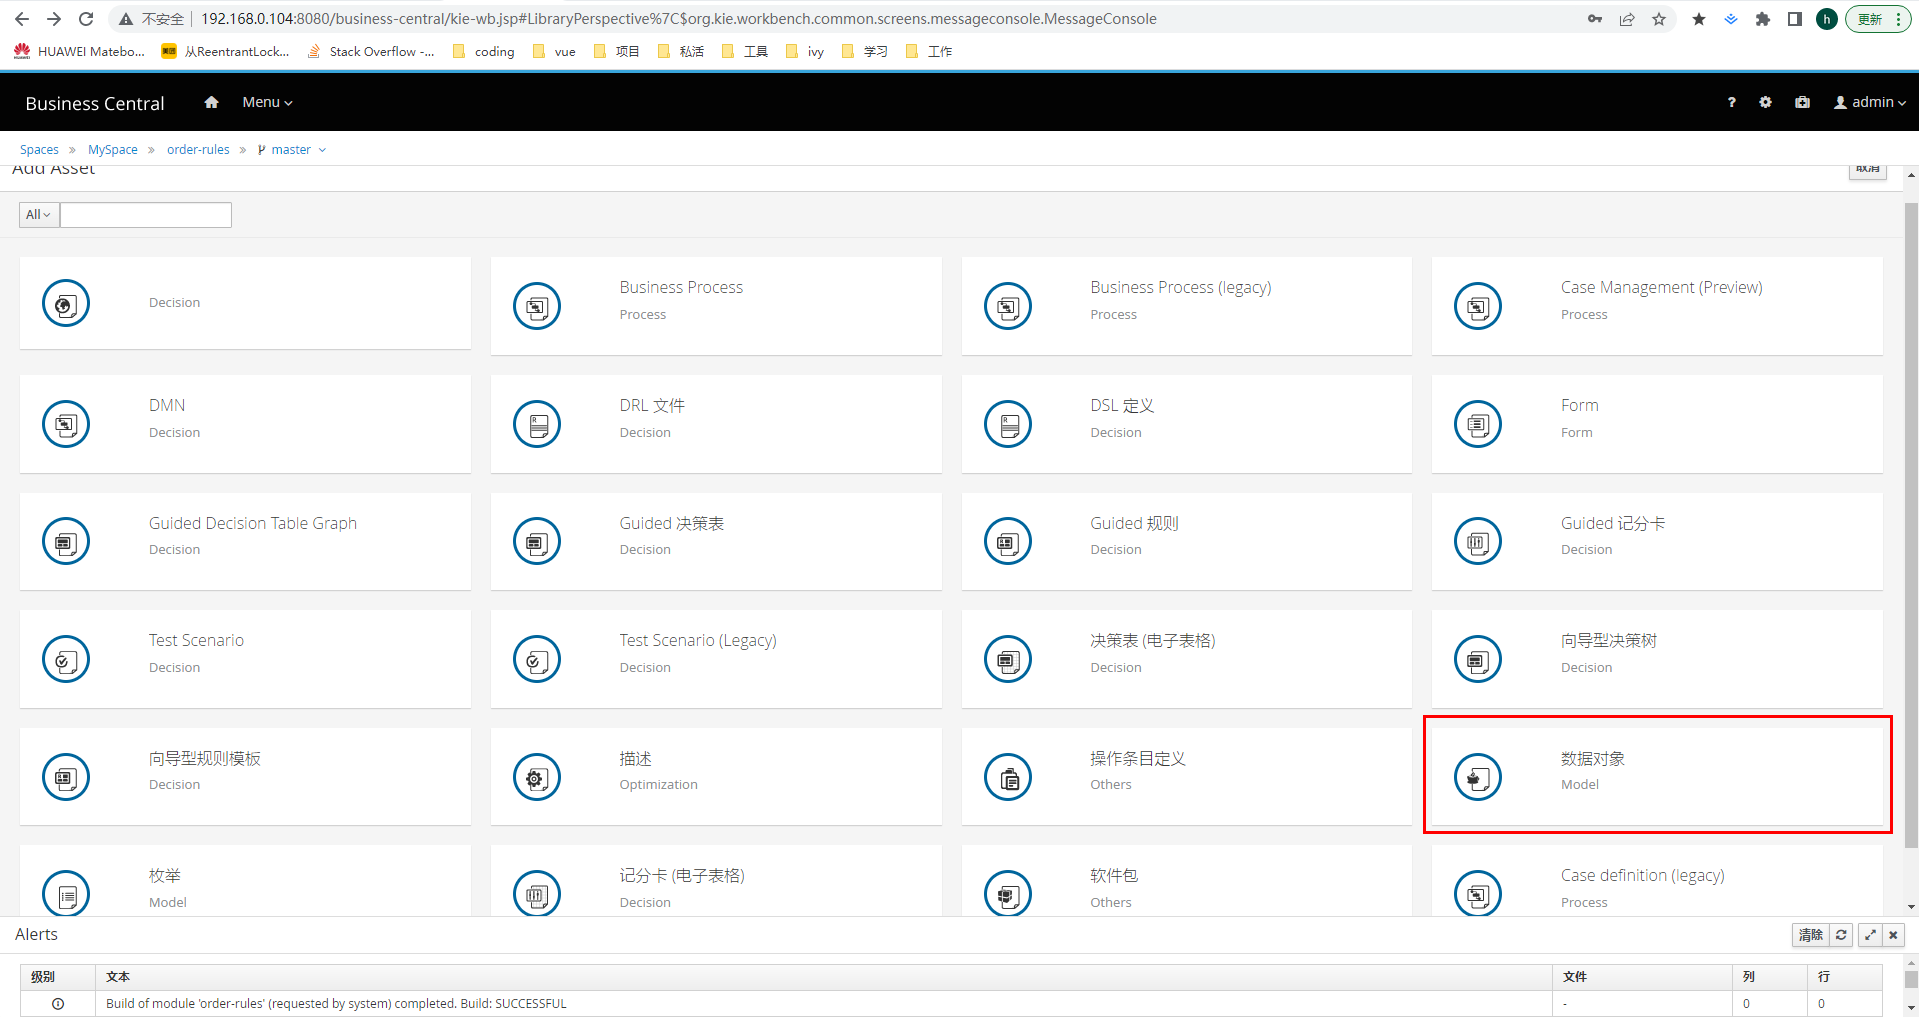 不安全 192.168.0.104:8080/business-central/kie-wb.jsp#LibraryPerspective%7C$org.kie.workbench.common.screens.messageconsole.MessageConsole h 更新
HUAWEI Matebo... 从ReentrantLock... Stack Overflow -... coding vue 项目 私活 工具 ivy 学习 工作
Business Central Menu ? admin
Spaces » MySpace » order-rules » master
Add Asset 取消
All
Decision
Business Process
Process
Business Process (legacy)
Process
Case Management (Preview)
Process
DMN
Decision
DRL 文件
Decision
DSL 定义
Decision
Form
Form
Guided Decision Table Graph
Decision
Guided 决策表
Decision
Guided 规则
Decision
Guided 记分卡
Decision
Test Scenario
Decision
Test Scenario (Legacy)
Decision
决策表 (电子表格)
Decision
向导型决策树
Decision
向导型规则模板
Decision
描述
Optimization
操作条目定义
Others
数据对象
Model
枚举
Model
记分卡 (电子表格)
Decision
软件包
Others
Case definition (legacy)
Process
Alerts 清除
级别 文本 文件 列 行
Build of module 'order-rules' (requested by system) completed. Build: SUCCESSFUL - 0 0